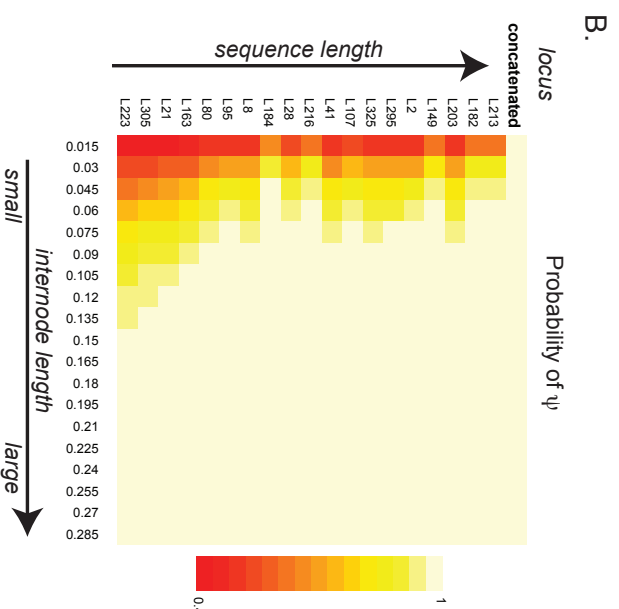 B.
locus
sequence length
concatenated
L223
L305
L21
L163
L80
L95
L8
L184
L28
L216
L41
L107
L325
L295
L2
L149
L203
L182
L213
Probability of ψ
0.015
0.03
0.045
0.06
0.075
0.09
0.105
0.12
0.135
0.15
0.165
0.18
0.195
0.21
0.225
0.24
0.255
0.27
0.285
small
internode length
large
1